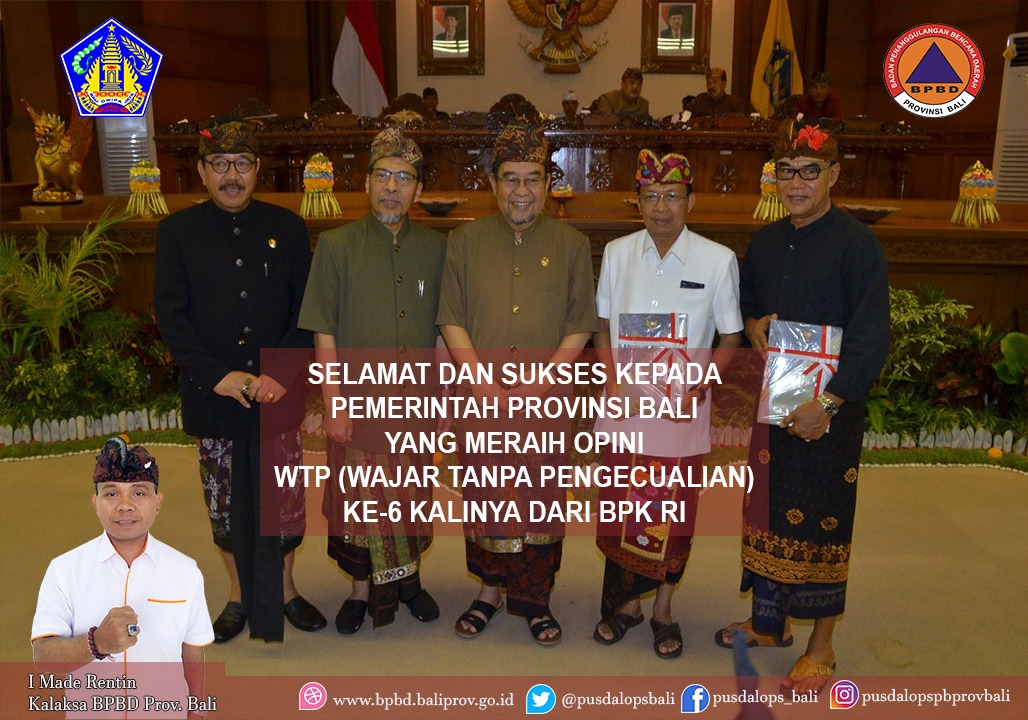 BADAN PENANGGULANGAN BENCANA DAERAH
BPBD
PROVINSI BALI
DWIPA
SELAMAT DAN SUKSES KEPADA
PEMERINTAH PROVINSI BALI
YANG MERAIH OPINI
WTP (WAJAR TANPA PENGECUALIAN)
KE-6 KALINYA DARI BPK RI
I Made Rentin
Kalaksa BPBD Prov. Bali
www.bpbd.baliprov.go.id
@pusdalopsbali
pusdalops_bali
pusdalopspbprovbali